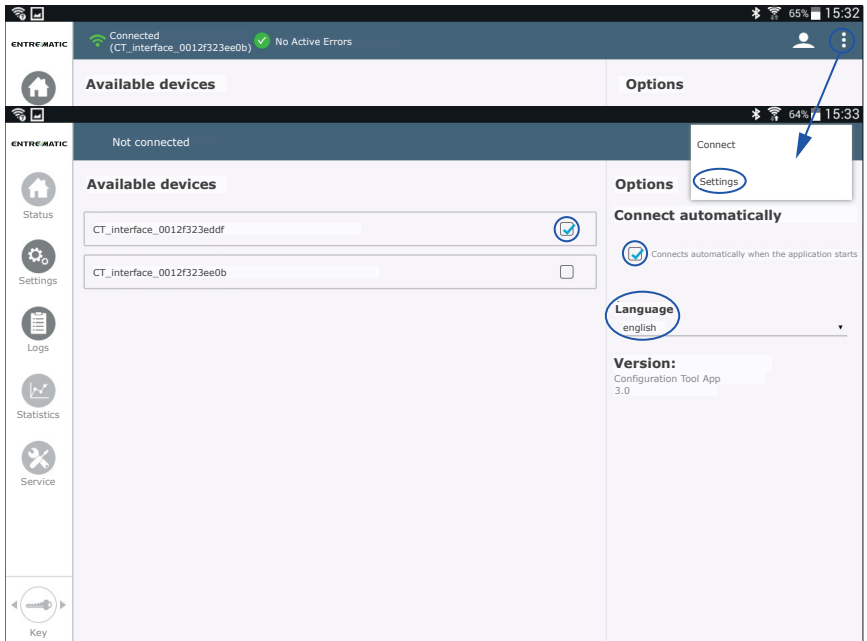 65% 15:32
ENTREMATIC
Connected
(CT_interface_0012f323ee0b)
No Active Errors
Available devices
Options
64% 15:33
ENTREMATIC
Not connected
Connect
Settings
Status
Settings
Logs
Statistics
Service
Key
Available devices
CT_interface_0012f323eddf
CT_interface_0012f323ee0b
Options
Connect automatically
Connects automatically when the application starts
Language
english
Version:
Configuration Tool App
3.0